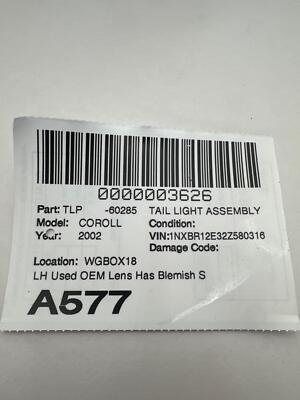 0000003626
Part: TLP -60285 TAIL LIGHT ASSEMBLY
Model: COROLL Condition:
Year: 2002 VIN:1NXBR12E32Z580316
Damage Code:
Location: WGBOX18
LH Used OEM Lens Has Blemish S
A577